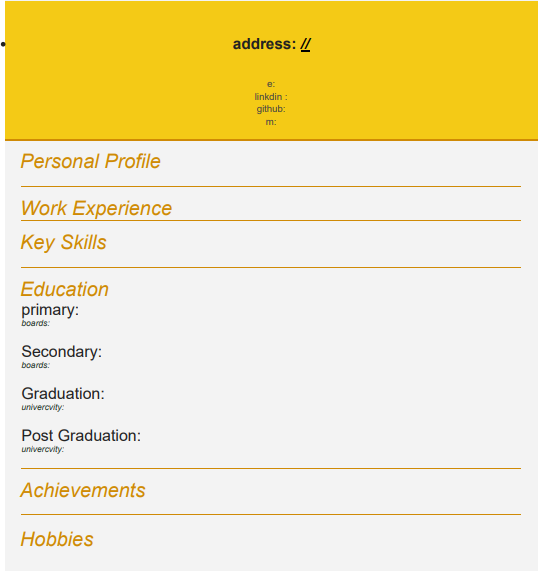 address: //
e:
linkdin :
github:
m:
Personal Profile
Work Experience
Key Skills
Education
primary:
boards:
Secondary:
boards:
Graduation:
univercvity:
Post Graduation:
univercvity:
Achievements
Hobbies